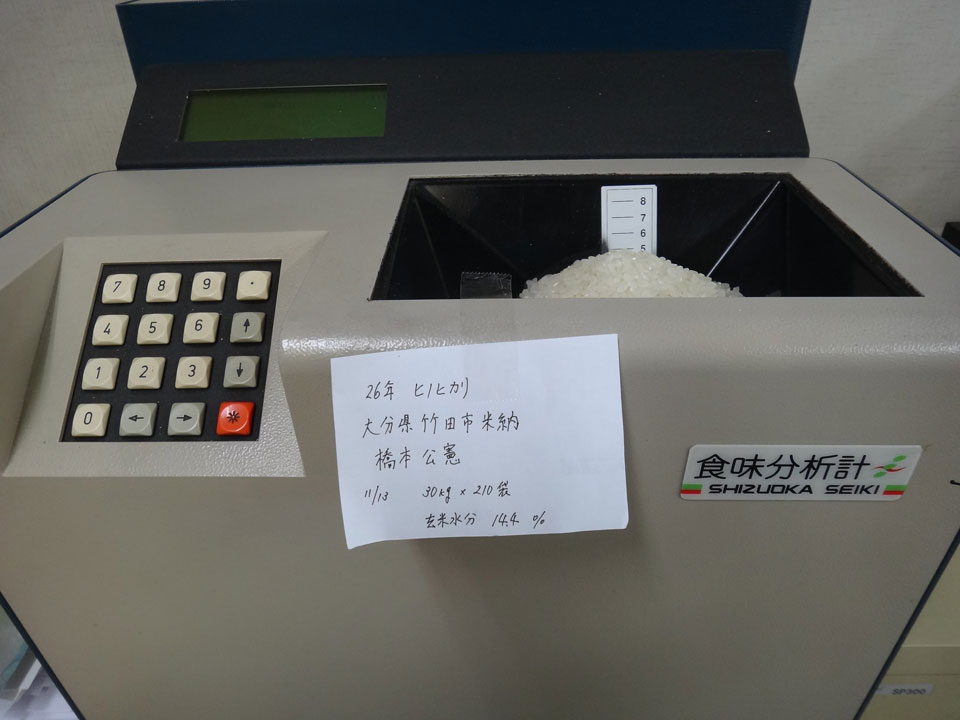 8
7
6
5
7 8 9 ·
4 5 6 ↑
1 2 3 ↓
0 ← → *
26年 ヒノヒカリ
大分県竹田市米納
橋本公憲
11/13 30kg × 210袋
玄米水分 14.4 %
食味分析計
SHIZUOKA SEIKI
SP300